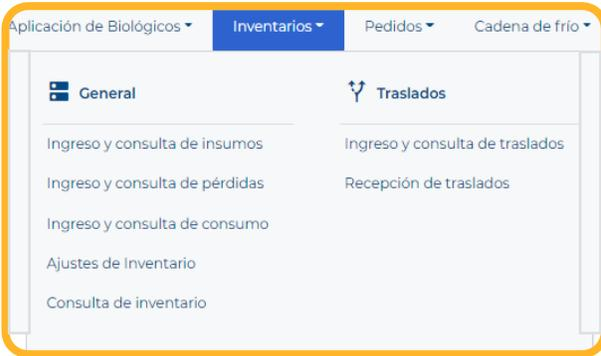 Aplicación de Biológicos
Inventarios
Pedidos
Cadena de frío
General
Ingreso y consulta de insumos
Ingreso y consulta de pérdidas
Ingreso y consulta de consumo
Ajustes de Inventario
Consulta de inventario
Traslados
Ingreso y consulta de traslados
Recepción de traslados